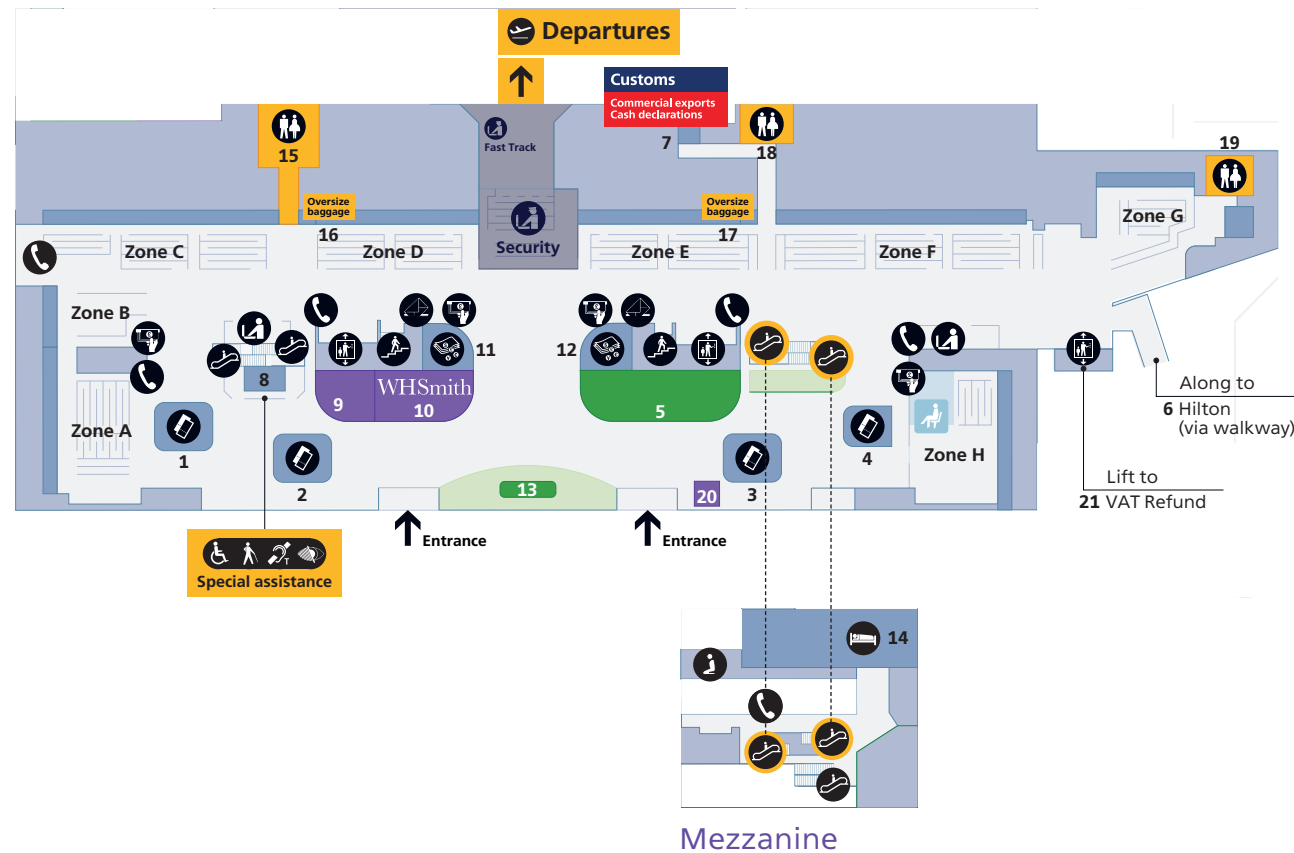 Departures
Customs
Commercial exports
Cash declarations
Fast Track
7
15
18
19
Oversize
baggage
16
Oversize
baggage
17
Security
Zone C
Zone D
Zone E
Zone F
Zone G
Zone B
Zone A
8
11
12
WHSmith
9
10
5
1
2
3
4
Zone H
13
20
Along to
6 Hilton
(via walkway)
Lift to
21 VAT Refund
Entrance
Entrance
T
Special assistance
14
Mezzanine